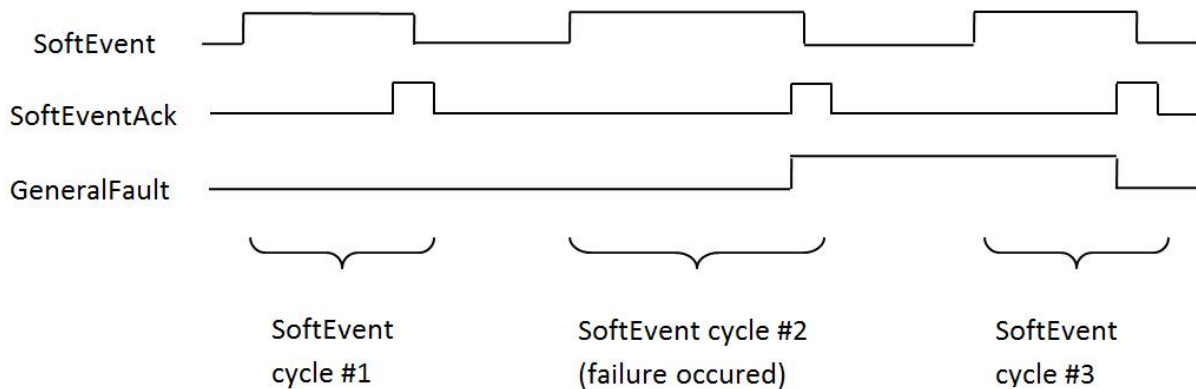 SoftEvent
SoftEventAck
GeneralFault
SoftEvent
cycle #1
SoftEvent cycle #2
(failure occured)
SoftEvent
cycle #3